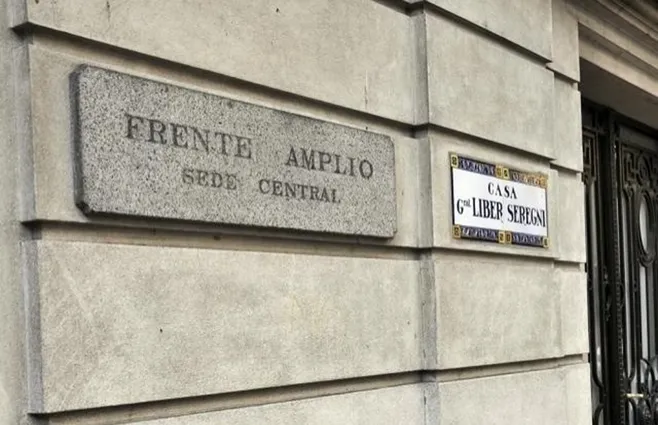 FRENTE AMPLIO
SEDE CENTRAL
CASA
Gral LIBER SEREGNI